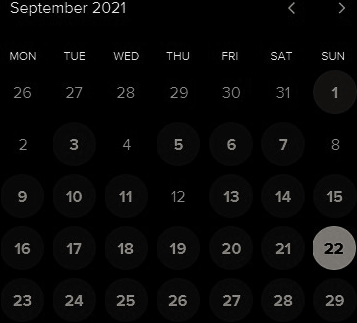 September 2021
MON TUE WED THU FRI SAT SUN
26 27 28 29 30 31 1
2 3 4 5 6 7 8
9 10 11 12 13 14 15
16 17 18 19 20 21 22
23 24 25 26 27 28 29